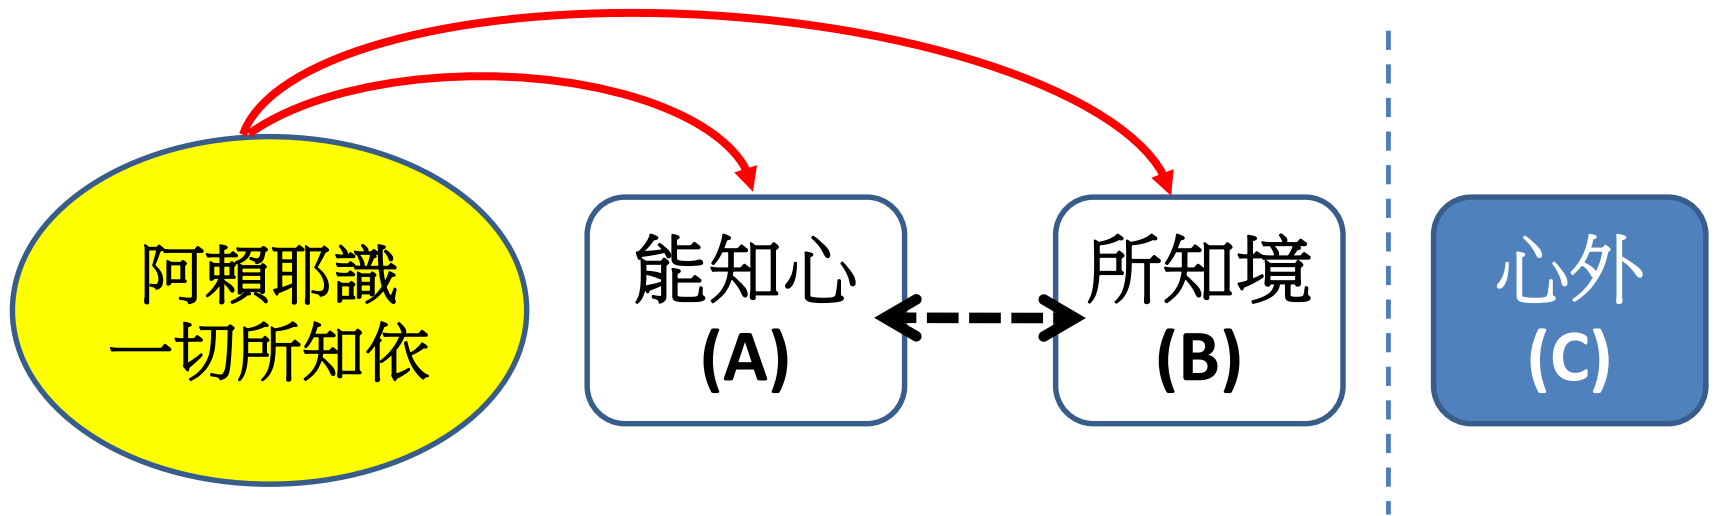 阿賴耶識
一切所知依
能知心
(A)
所知境
(B)
心外
(C)